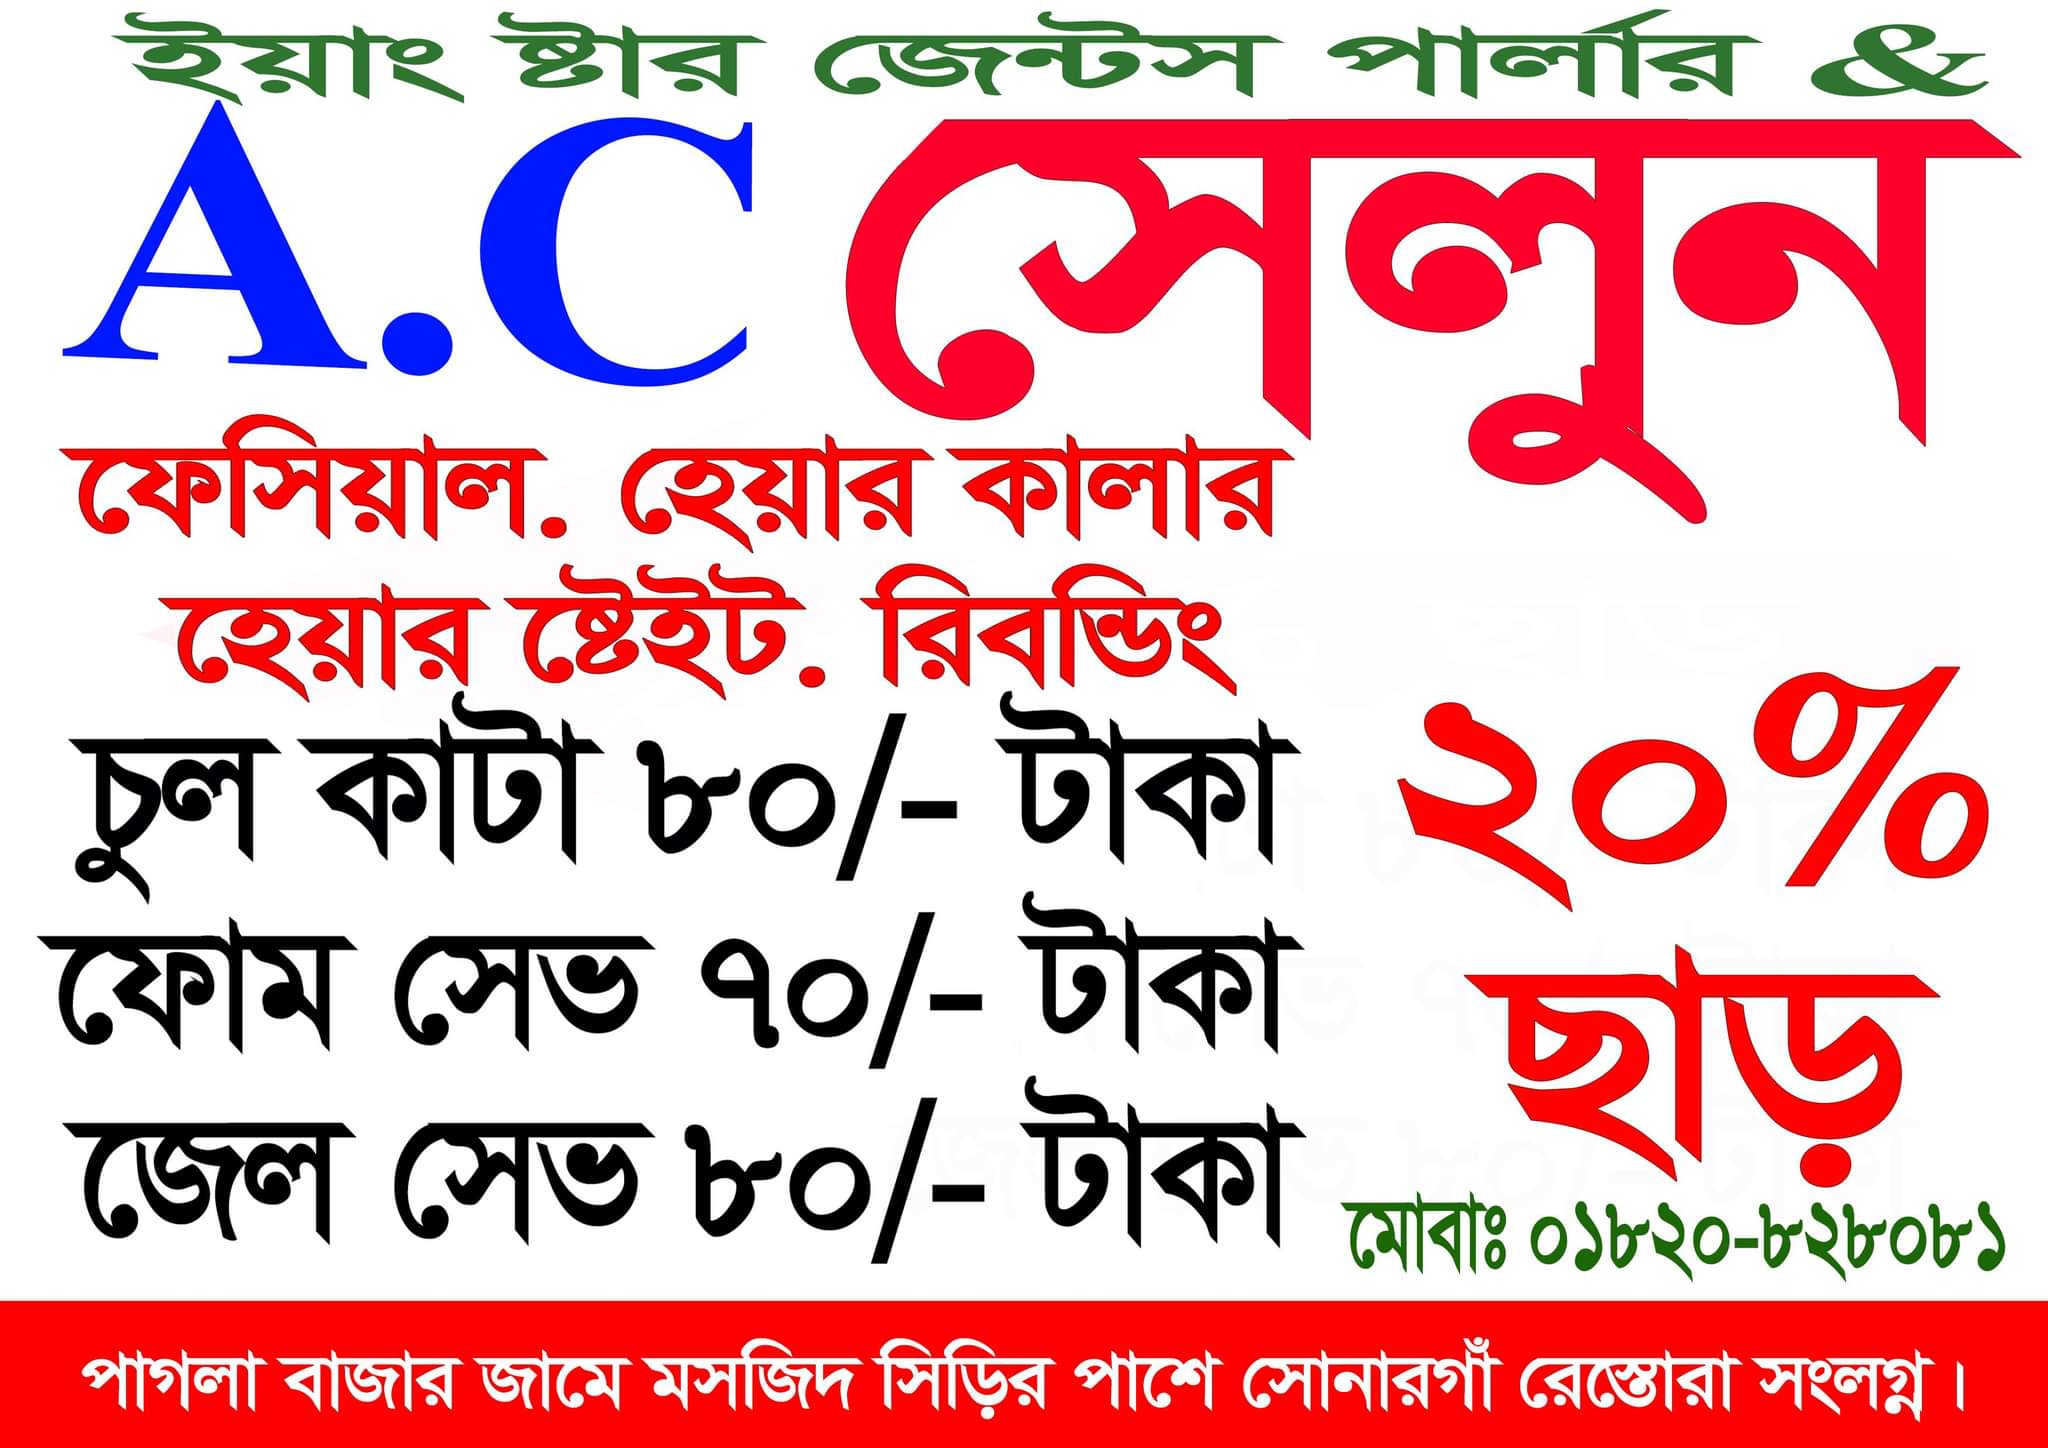 ইয়াং ষ্টার জেন্টস পার্লার &
A.C সেলুন
ফেসিয়াল. হেয়ার কালার
হেয়ার ষ্টেইট. রিবন্ডিং
চুল কাটা ৮০/- টাকা
ফোম সেভ ৭০/- টাকা
জেল সেভ ৮০/- টাকা
২০%
ছাড়
মোবাঃ ০১৮২০-৮২৮০৮১
পাগলা বাজার জামে মসজিদ সিড়ির পাশে সোনারগাঁ রেস্তোরা সংলগ্ন।